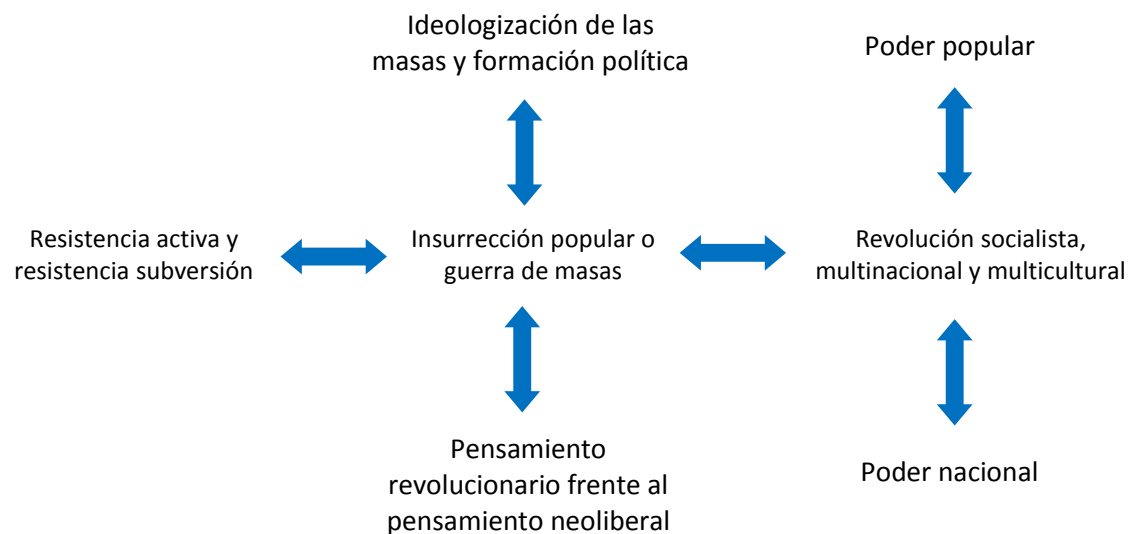 Ideologización de las
masas y formación política
Poder popular
Resistencia activa y
resistencia subversión
Insurrección popular o
guerra de masas
Revolución socialista,
multinacional y multicultural
Pensamiento
revolucionario frente al
pensamiento neoliberal
Poder nacional